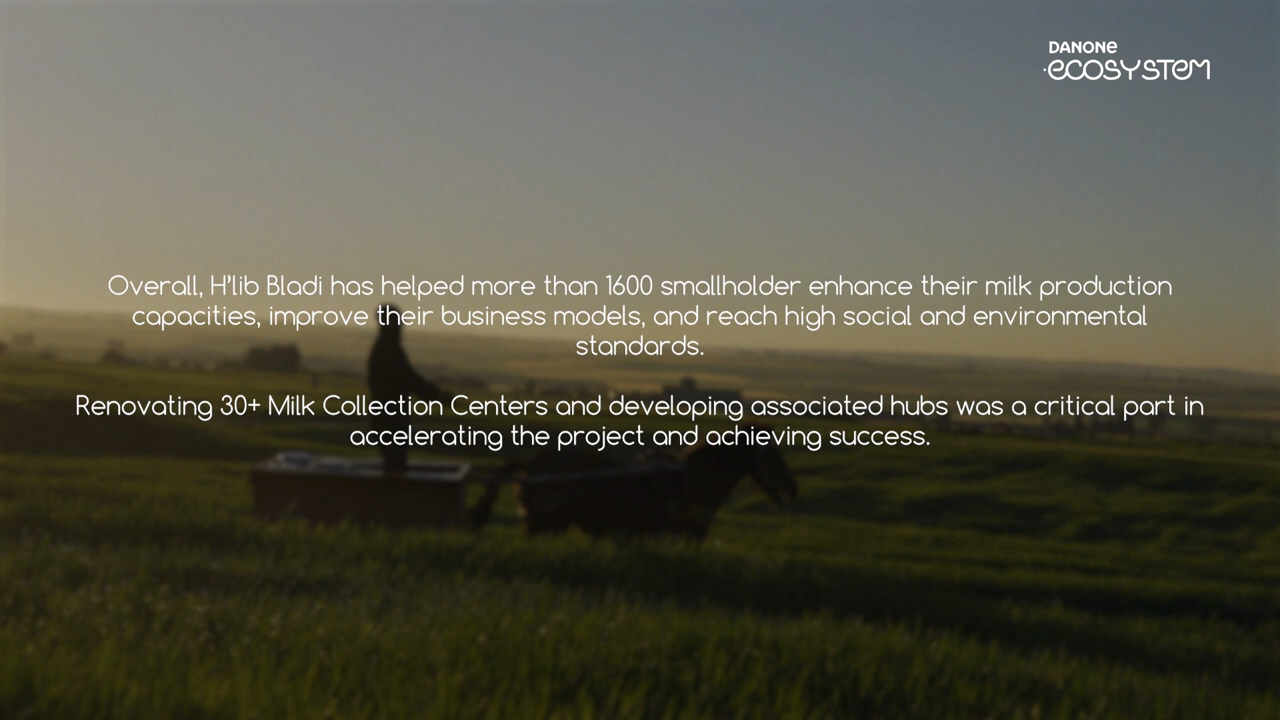 DANONE
ECOSYSTEM
Overall, H'lib Bladi has helped more than 1600 smallholder enhance their milk production
capacities, improve their business models, and reach high social and environmental
standards.
Renovating 30+ Milk Collection Centers and developing associated hubs was a critical part in
accelerating the project and achieving success.